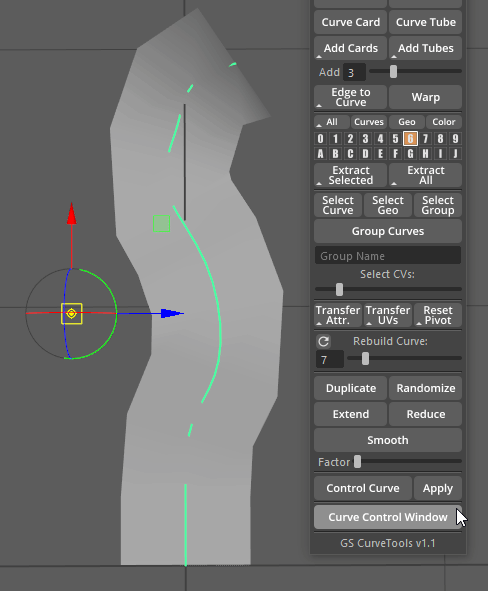 Curve Card Curve Tube
Add Cards Add Tubes
Add 3
Edge to Curve Warp
All Curves Geo Color
0 1 2 3 4 5 6 7 8 9
A B C D E F G H I J
Extract Selected Extract All
Select Curve Select Geo Select Group
Group Curves
Group Name
Select CVs:
Transfer Attr. Transfer UVs Reset Pivot
Rebuild Curve:
7
Duplicate Randomize
Extend Reduce
Smooth
Factor
Control Curve Apply
Curve Control Window
GS CurveTools v1.1